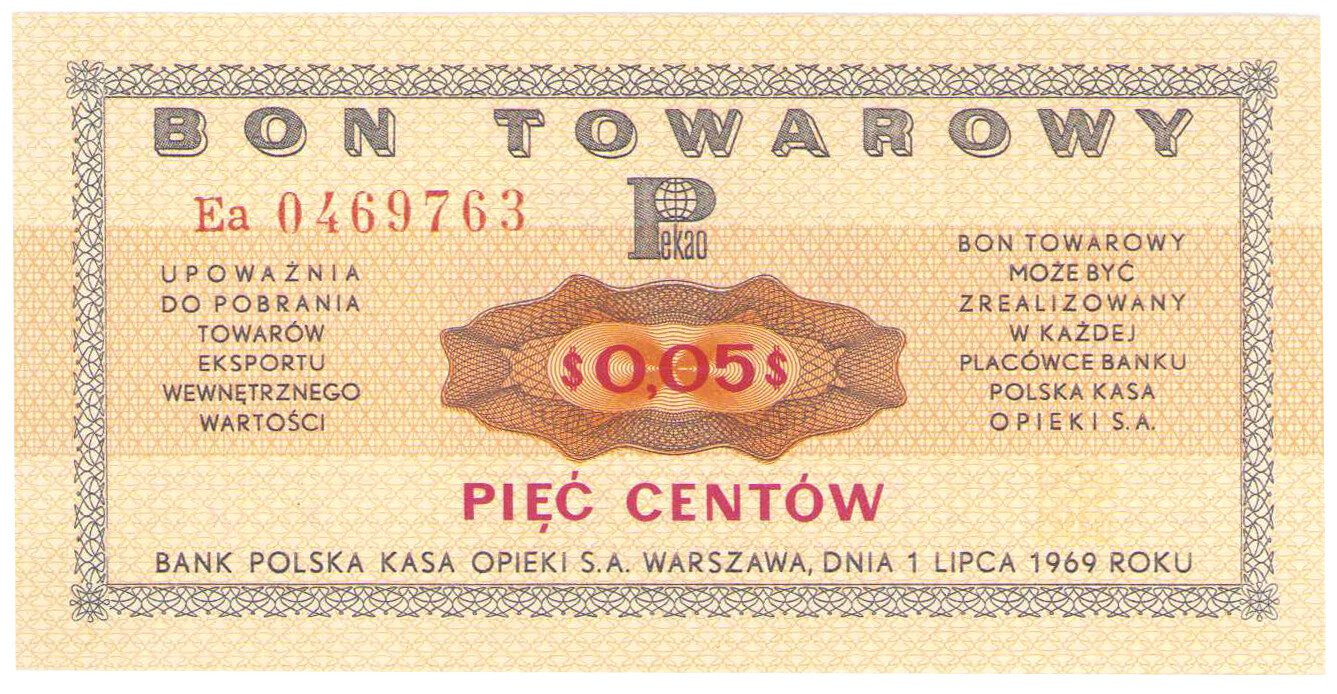 BON TOWAROWY
Ea 0469763
Pekao
UPOWAŻNIA
DO POBRANIA
TOWARÓW
EKSPORTU
WEWNĘTRZNEGO
WARTOŚCI
$0,05$
BON TOWAROWY
MOŻE BYĆ
ZREALIZOWANY
W KAŻDEJ
PLACÓWCE BANKU
POLSKA KASA
OPIEKI S.A.
PIĘĆ CENTÓW
BANK POLSKA KASA OPIEKI S.A. WARSZAWA, DNIA 1 LIPCA 1969 ROKU